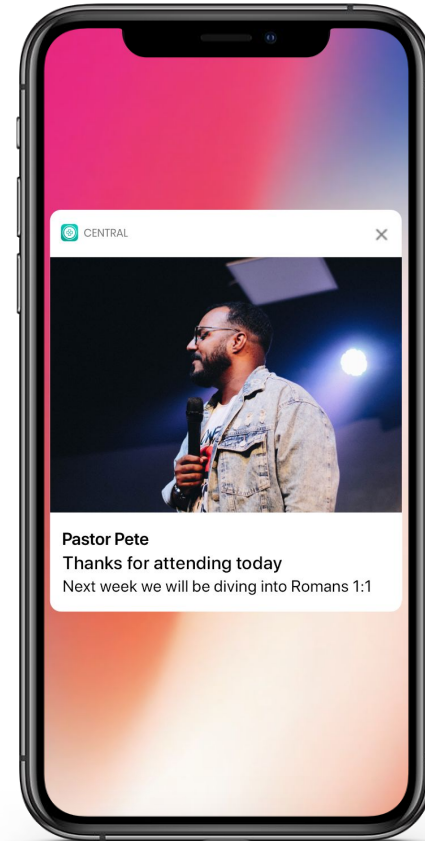 CENTRAL
Pastor Pete
Thanks for attending today
Next week we will be diving into Romans 1:1